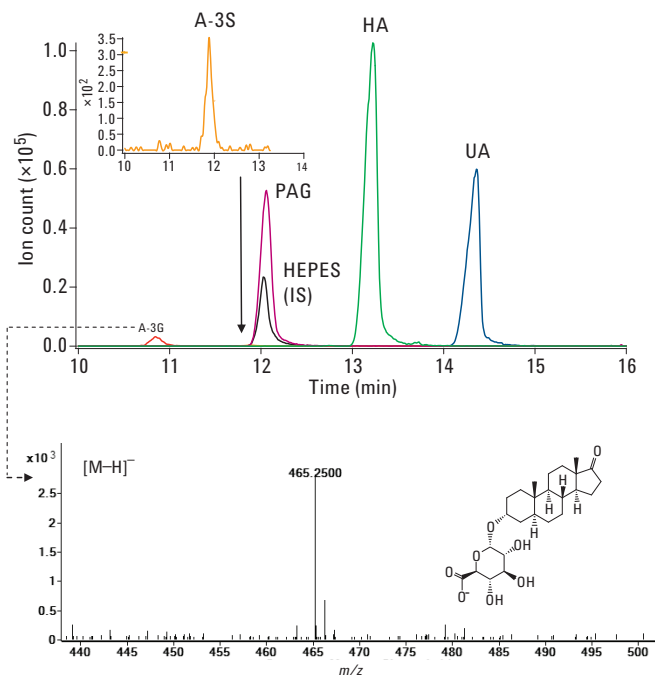 A-3S
3.5
3.0
2.5
2.0
1.5
1.0
0.5
0.0
×10²
10 11 12 13 14
HA
UA
PAG
HEPES
(IS)
A-3G
1.0
0.8
0.6
0.4
0.2
0.0
Ion count (×10⁵)
10 11 12 13 14 15 16
Time (min)
x10³
[M–H]⁻
465.2500
2.5
2
1.5
1
0.5
0
440 445 450 455 460 465 470 475 480 485 490 495 500
m/z
O
H
H
H
H
O
O
OH
O
O⁻
OH
OH